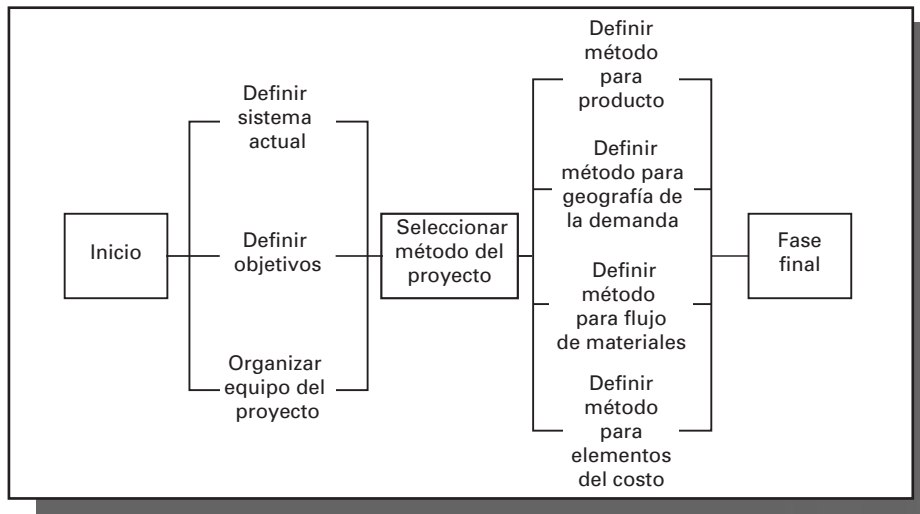 Inicio
Definir
sistema
actual
Definir
objetivos
Organizar
equipo del
proyecto
Seleccionar
método del
proyecto
Definir
método
para
producto
Definir
método para
geografía de
la demanda
Definir
método
para flujo
de materiales
Definir
método
para
elementos
del costo
Fase
final